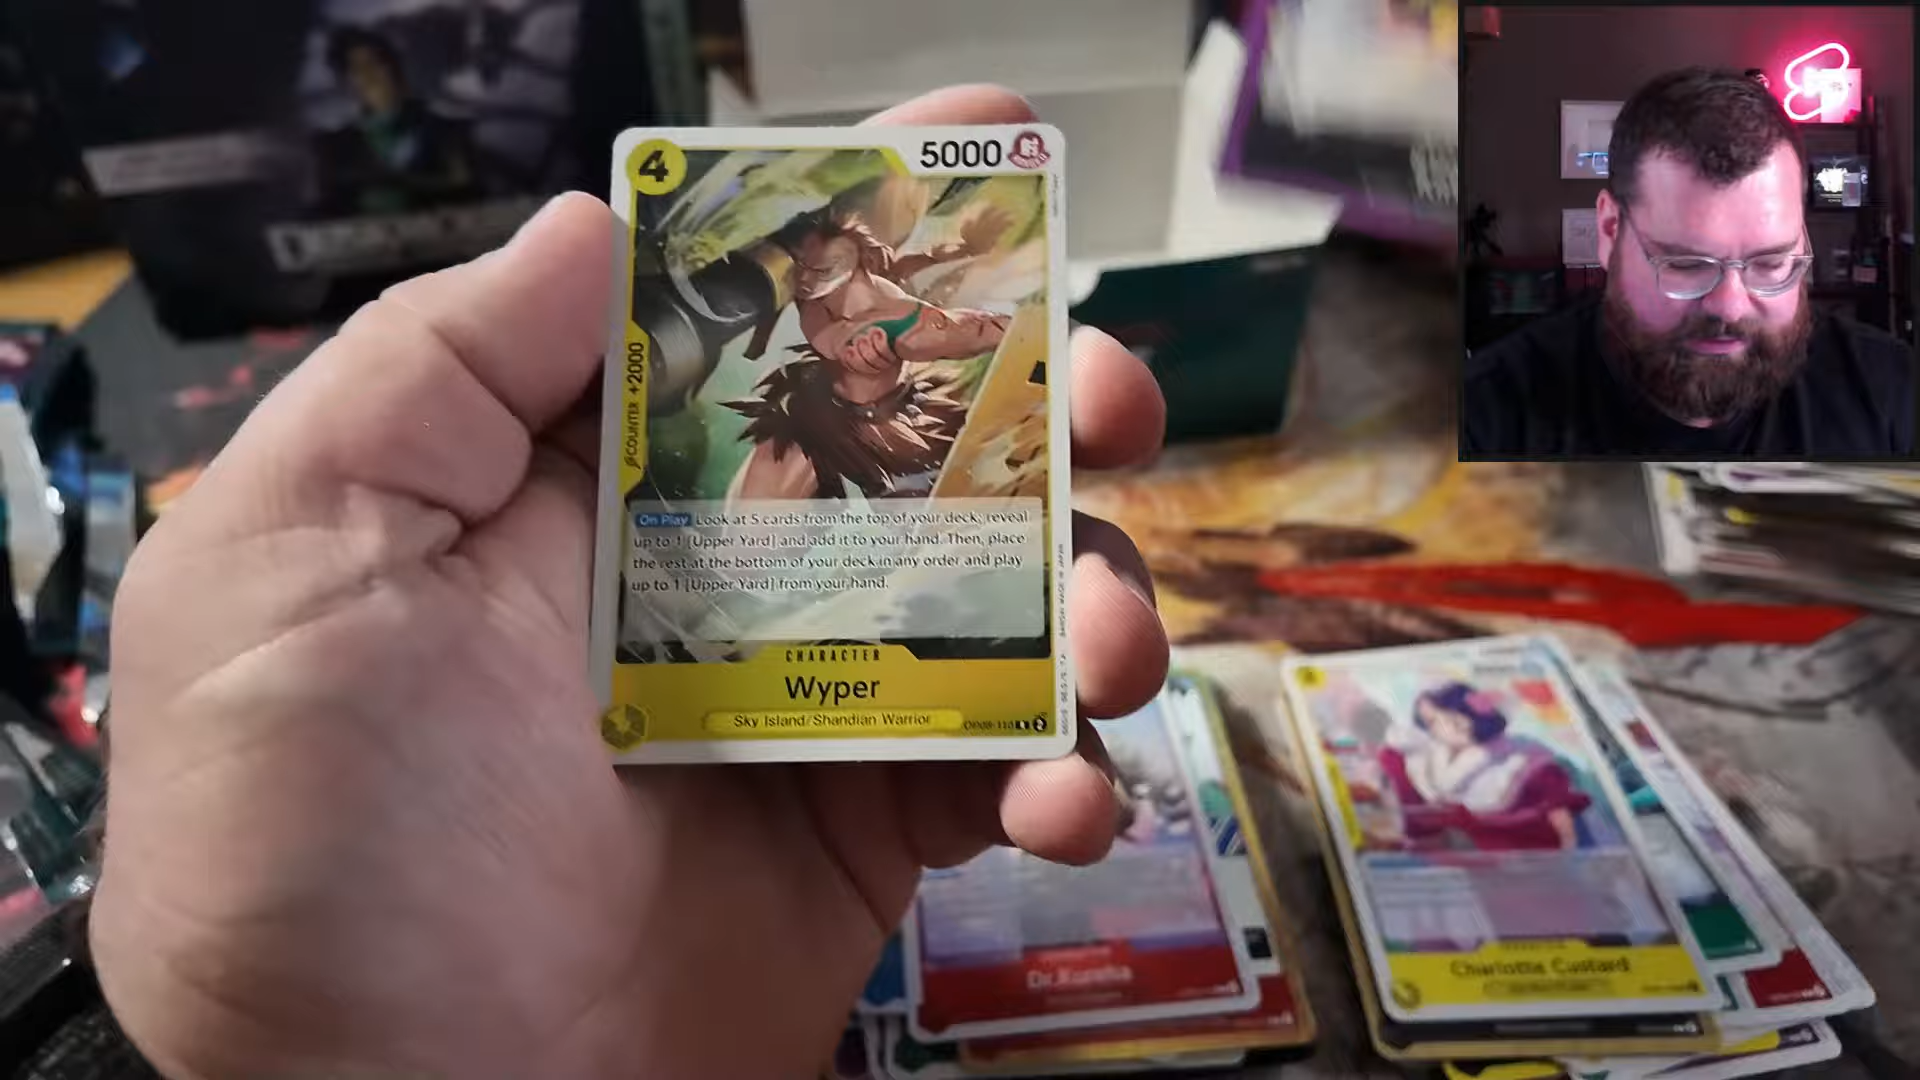 4
5000
COUNTER +2000
On Play Look at 5 cards from the top of your deck; reveal
up to 1 [Upper Yard] and add it to your hand. Then, place
the rest at the bottom of your deck in any order and play
up to 1 [Upper Yard] from your hand.
CHARACTER
Wyper
Sky Island/Shandian Warrior
Dr.Kureha
Charlotte Custard